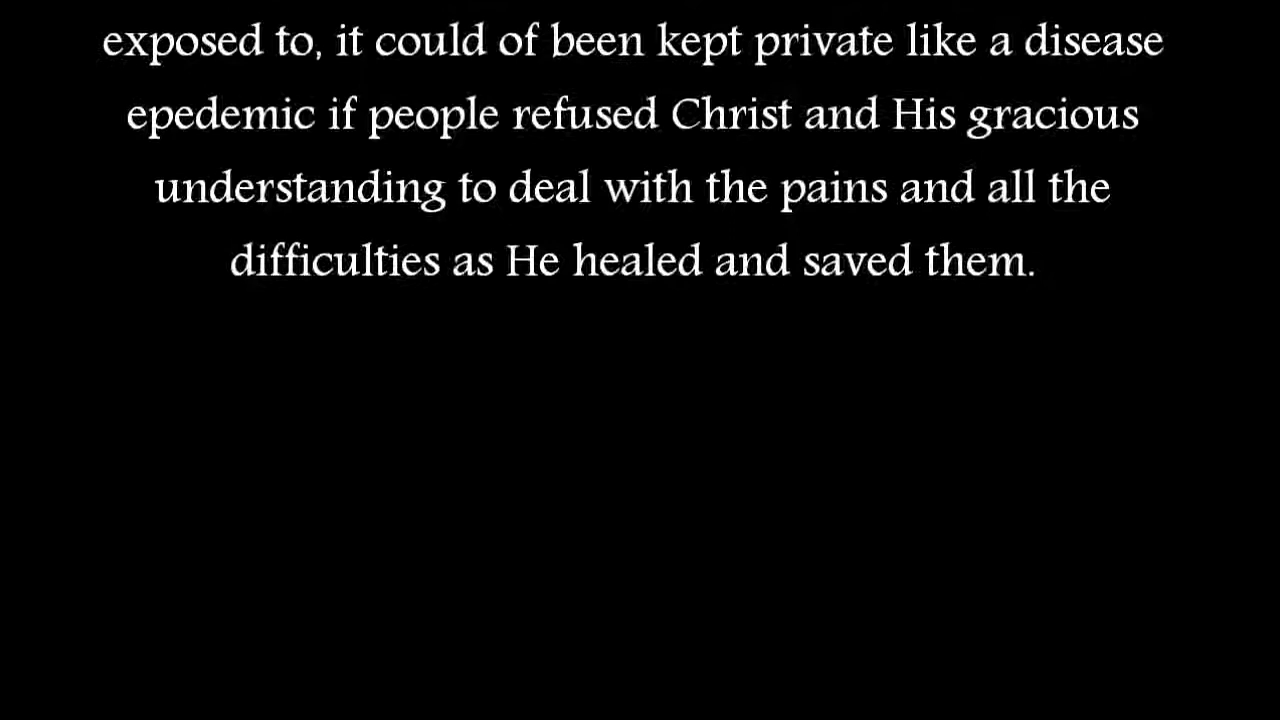 exposed to, it could of been kept private like a disease
epedemic if people refused Christ and His gracious
understanding to deal with the pains and all the
difficulties as He healed and saved them.